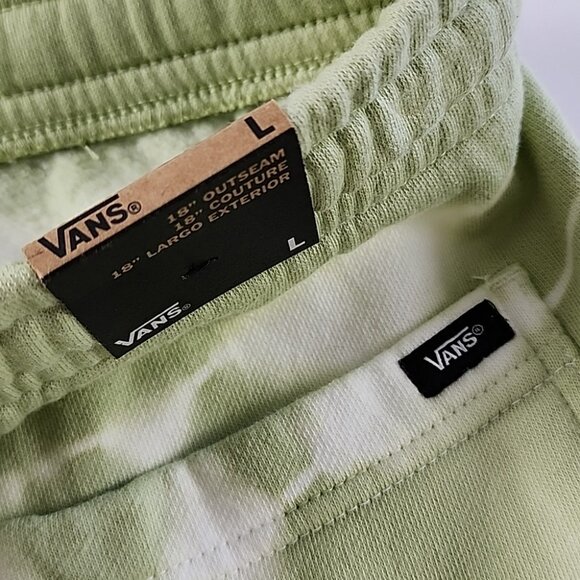 L
VANS®
18" OUTSEAM
18" COUTURE
18" LARGO EXTERIOR
L
VANS®
VANS®